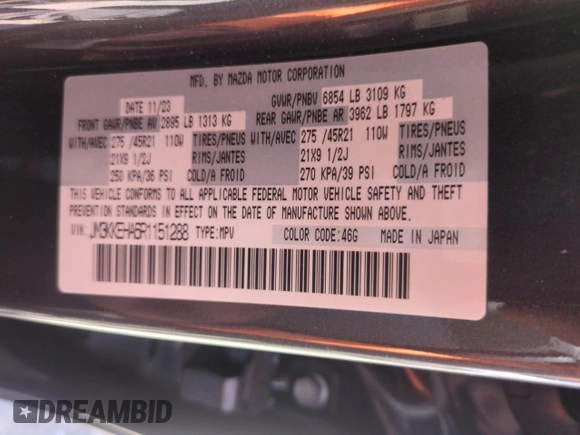 MFD. BY MAZDA MOTOR CORPORATION
DATE 11/23 GVWR/PNBV 6854 LB 3109 KG
FRONT GAWR/PNBE AV 2895 LB 1313 KG REAR GAWR/PNBE AR 3962 LB 1797 KG
WITH/AVEC 275 /45R21 110W TIRES/PNEUS WITH/AVEC 275 /45R21 110W TIRES/PNEUS
21X9 1/2J RIMS/JANTES 21X9 1/2J RIMS/JANTES
250 KPA/36 PSI COLD/A FROID 270 KPA/39 PSI COLD/A FROID
THIS VEHICLE CONFORMS TO ALL APPLICABLE FEDERAL MOTOR VEHICLE SAFETY AND THEFT
PREVENTION STANDARDS IN EFFECT ON THE DATE OF MANUFACTURE SHOWN ABOVE.
VIN: JM3KKEHA6R1151288 TYPE:MPV COLOR CODE:46G MADE IN JAPAN
DREAMBID